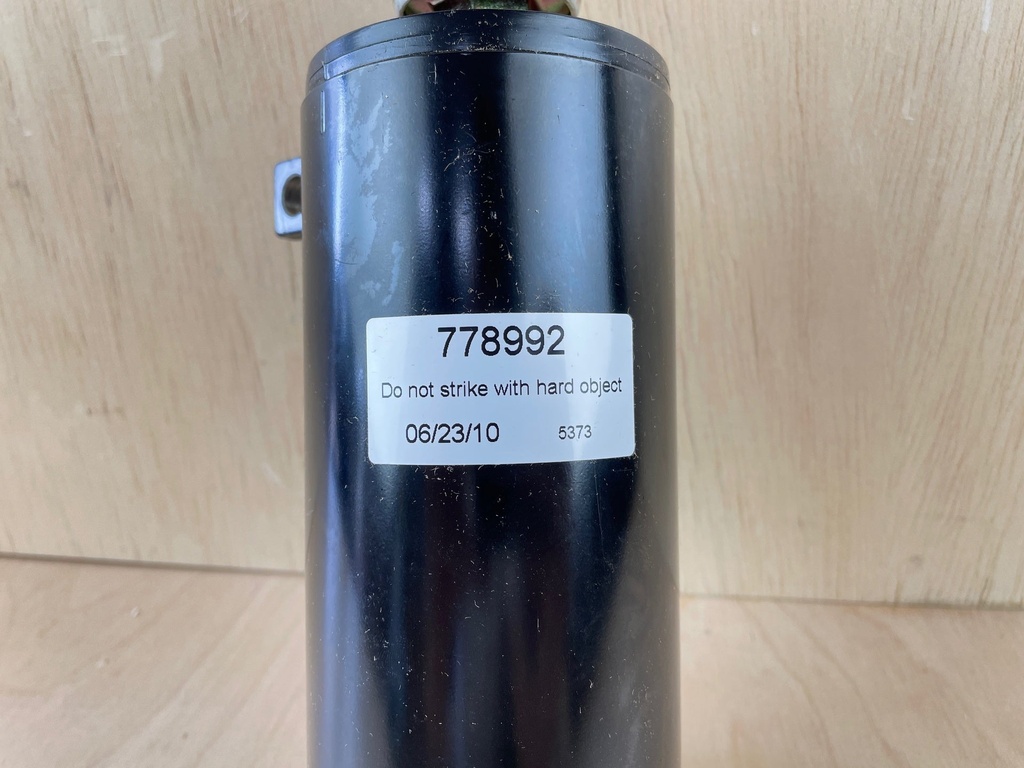 778992
Do not strike with hard object
06/23/10 5373